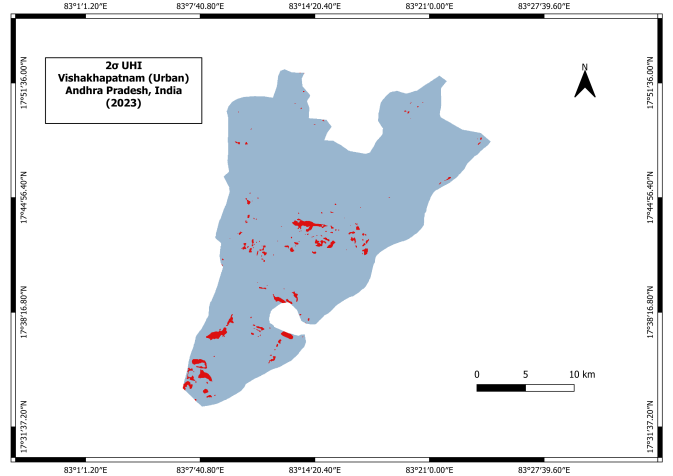 83°1'1.20"E 83°7'40.80"E 83°14'20.40"E 83°21'0.00"E 83°27'39.60"E
2σ UHI
Vishakhapatnam (Urban)
Andhra Pradesh, India
(2023)
N
17°51'36.00"N 17°51'36.00"N
17°44'56.40"N 17°44'56.40"N
17°38'16.80"N 17°38'16.80"N
0 5 10 km
17°31'37.20"N 17°31'37.20"N
83°1'1.20"E 83°7'40.80"E 83°14'20.40"E 83°21'0.00"E 83°27'39.60"E